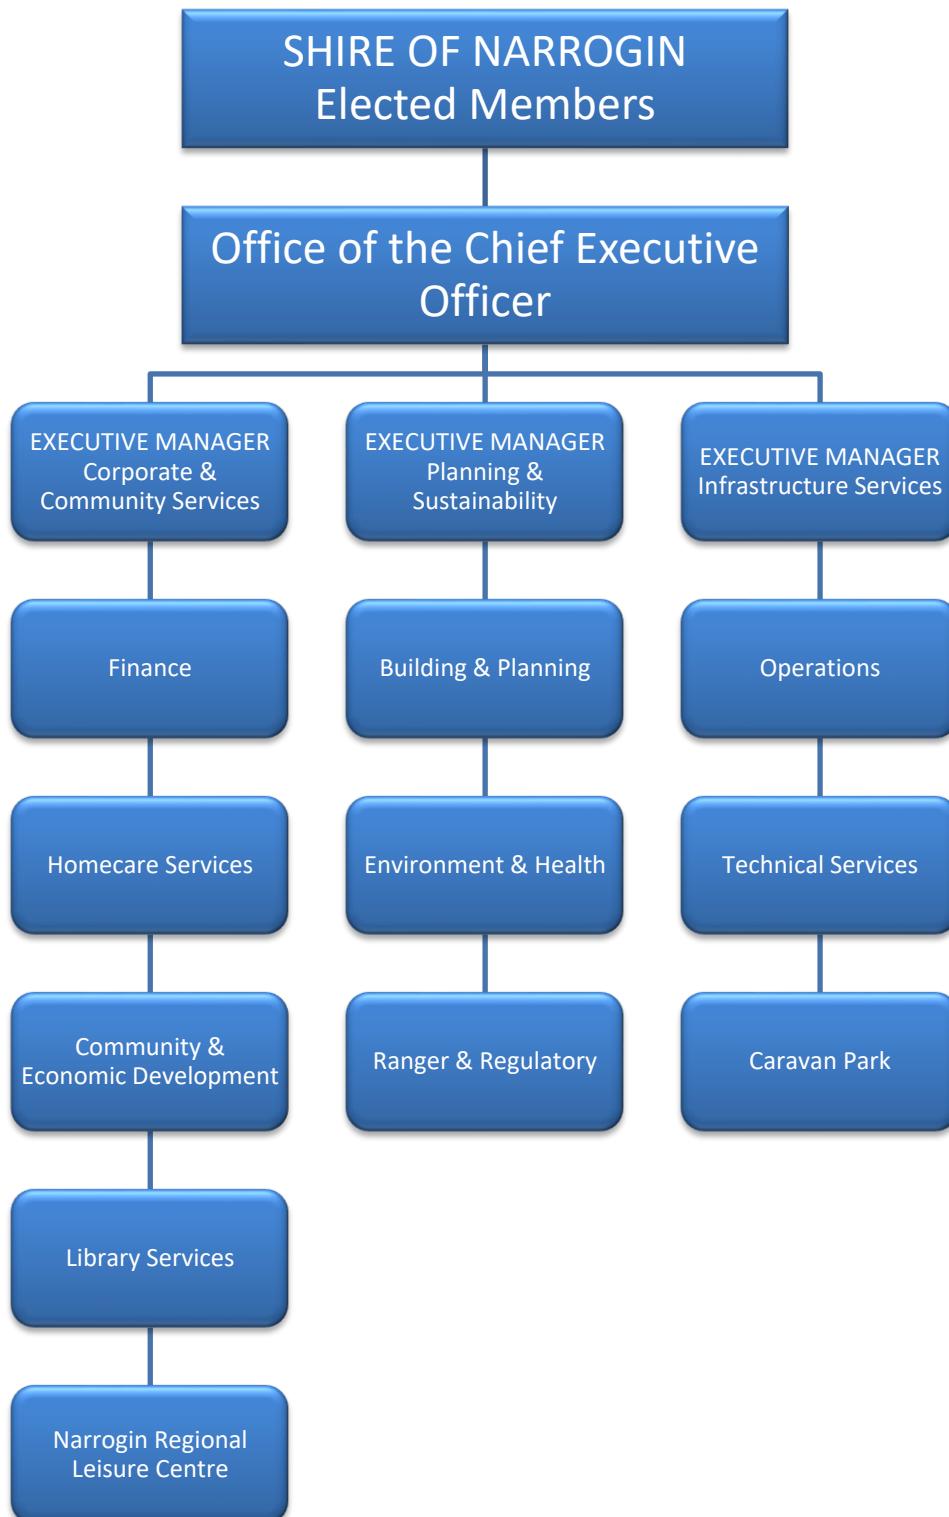 SHIRE OF NARROGIN
Elected Members
Office of the Chief Executive
Officer
EXECUTIVE MANAGER
Corporate &
Community Services
EXECUTIVE MANAGER
Planning &
Sustainability
EXECUTIVE MANAGER
Infrastructure Services
Finance
Building & Planning
Operations
Homecare Services
Environment & Health
Technical Services
Community &
Economic Development
Ranger & Regulatory
Caravan Park
Library Services
Narrogin Regional
Leisure Centre